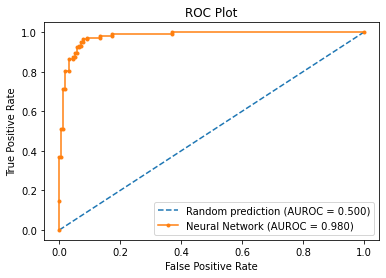 ROC Plot
True Positive Rate
1.0
0.8
0.6
0.4
0.2
0.0
Random prediction (AUROC = 0.500)
Neural Network (AUROC = 0.980)
0.0 0.2 0.4 0.6 0.8 1.0
False Positive Rate